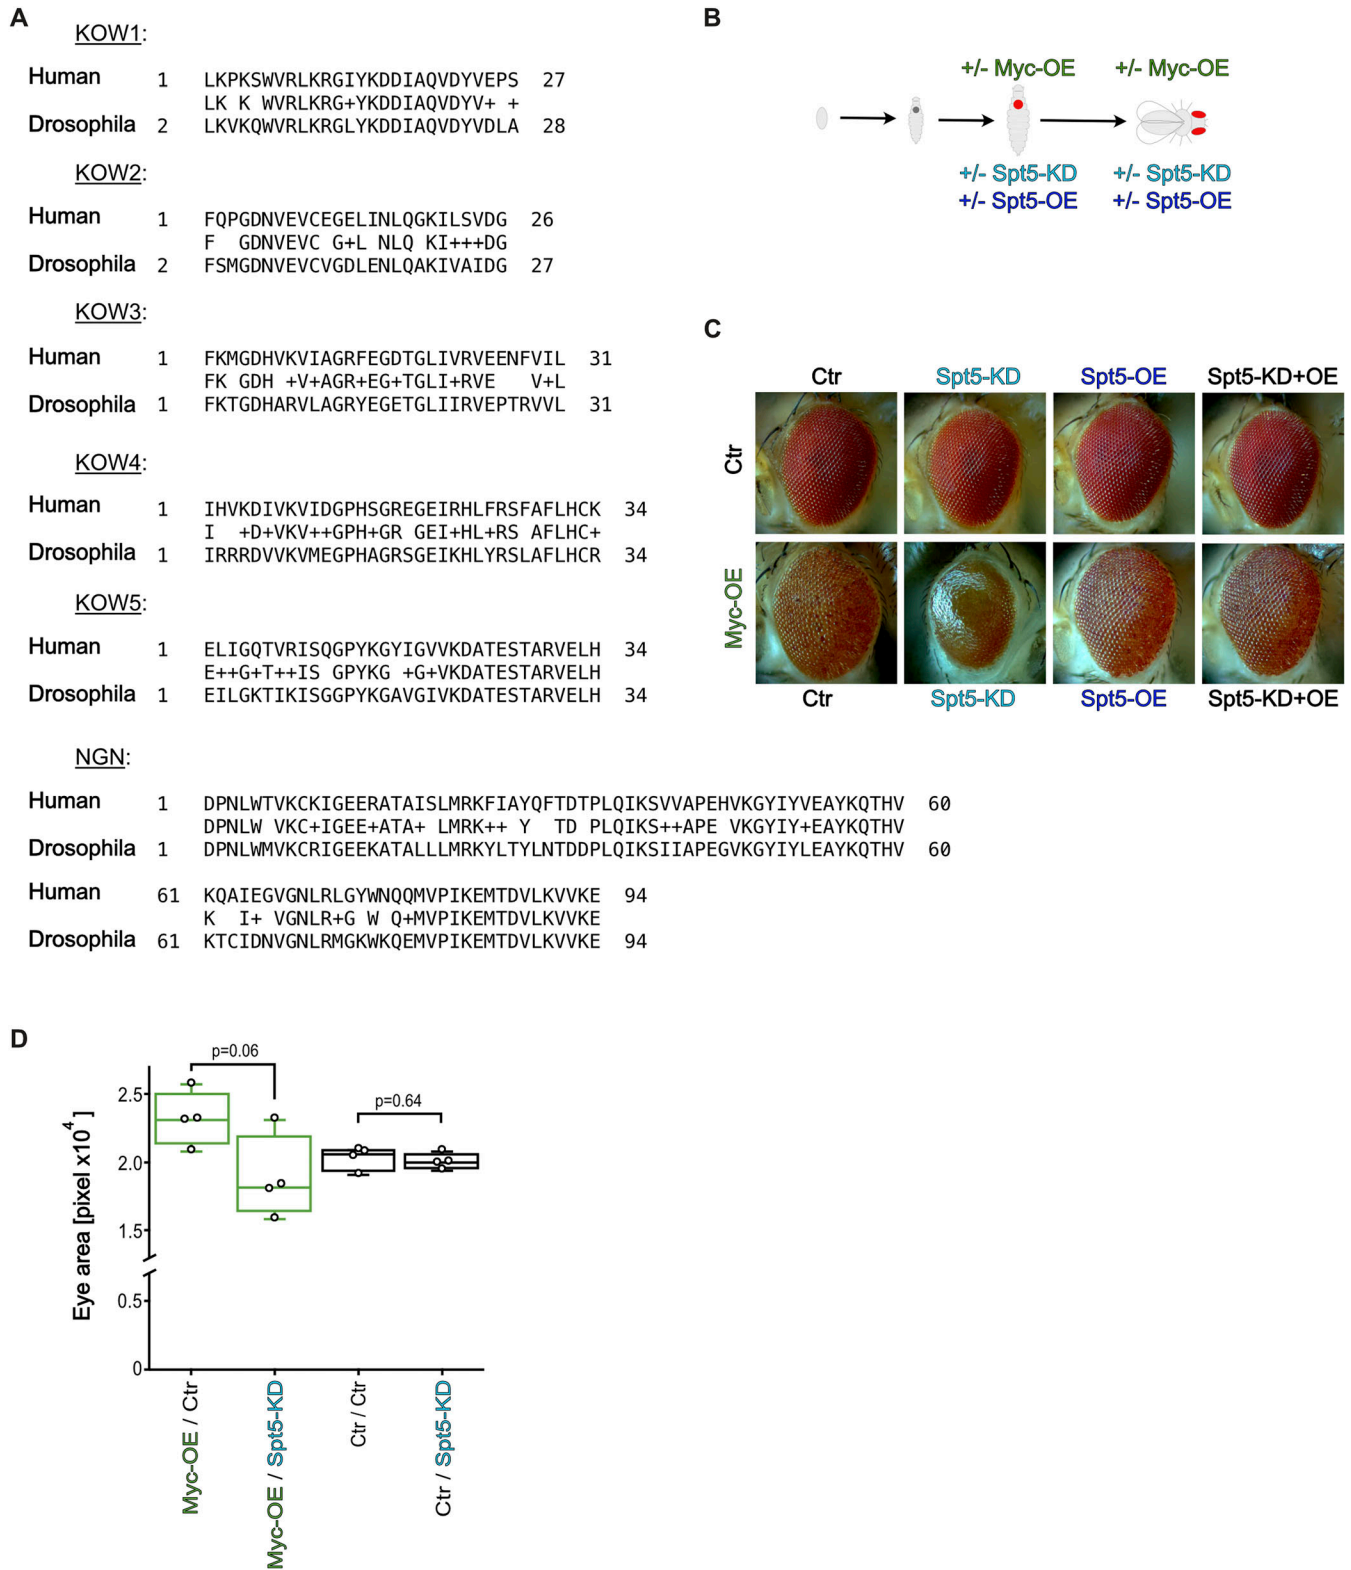 A
KOW1:
Human 1 LKPKSWVRLKRGIYKDDIAQVDYVEPS 27
LK K WVRLKRG+YKDDIAQVDYV+ +
Drosophila 2 LKVKQWVRLKRGLYKDDIAQVDYVDLA 28
KOW2:
Human 1 FQPGDNVEVCEGELINLQGKILSVDG 26
F  GDNVEVC G+L NLQ KI+++DG
Drosophila 2 FSMGDNVEVCVGDLENLQAKIVAIDG 27
KOW3:
Human 1 FKMGDHVKVIAGRFEGDTGLIVRVEENFVIL 31
FK GDH +V+AGR+EG+TGLI+RVE   V+L
Drosophila 1 FKTGDHARVLAGRYEGETGLIIRVEPTRVVL 31
KOW4:
Human 1 IHVKDIVKVIDGPHSGREGEIRHLFRSFAFLHCK 34
I  +D+VKV++GPH+GR GEI+HL+RS AFLHC+
Drosophila 1 IRRRDVVKVMEGPHAGRSGEIKHLYRSLAFLHCR 34
KOW5:
Human 1 ELIGQTVRISQGPYKGYIGVVKDATESTARVELH 34
E++G+T++IS GPYKG +G+VKDATESTARVELH
Drosophila 1 EILGKTIKISGGPYKGAVGIVKDATESTARVELH 34
NGN:
Human 1 DPNLWTVKCKIGEERATAISLMRKFIAYQFTDTPLQIKSVVAPEHVKGYIYVEAYKQTHV 60
DPNLW VKC+IGEE+ATA+ LMRK++ Y  TD PLQIKS++APE VKGYIY+EAYKQTHV
Drosophila 1 DPNLWMVKCRIGEEKATALLLMRKYLTYLNTDDPLQIKSIIAPEGVKGYIYLEAYKQTHV 60
Human 61 KQAIEGVGNLRLGYWNQQMVPIKEMTDVLKVVKE 94
K  I+ VGNLR+G W Q+MVPIKEMTDVLKVVKE
Drosophila 61 KTCIDNVGNLRMGKWKQEMVPIKEMTDVLKVVKE 94
B
+/- Myc-OE +/- Myc-OE
+/- Spt5-KD +/- Spt5-KD
+/- Spt5-OE +/- Spt5-OE
C
Ctr Spt5-KD Spt5-OE Spt5-KD+OE
Ctr
Myc-OE
Ctr Spt5-KD Spt5-OE Spt5-KD+OE
D
p=0.06
p=0.64
Eye area [pixel x10⁴]
2.5
2.0
1.5
0.5
0
Myc-OE / Ctr
Myc-OE / Spt5-KD
Ctr / Ctr
Ctr / Spt5-KD